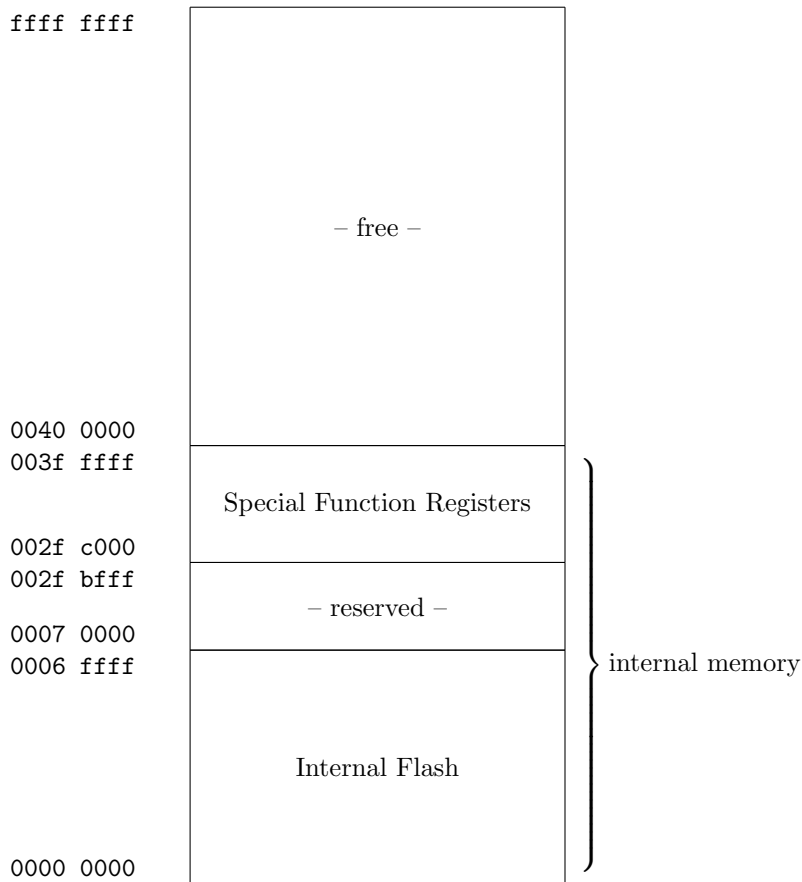 ffff ffff
– free –
0040 0000
003f ffff
Special Function Registers
002f c000
002f bfff
– reserved –
0007 0000
0006 ffff
internal memory
Internal Flash
0000 0000